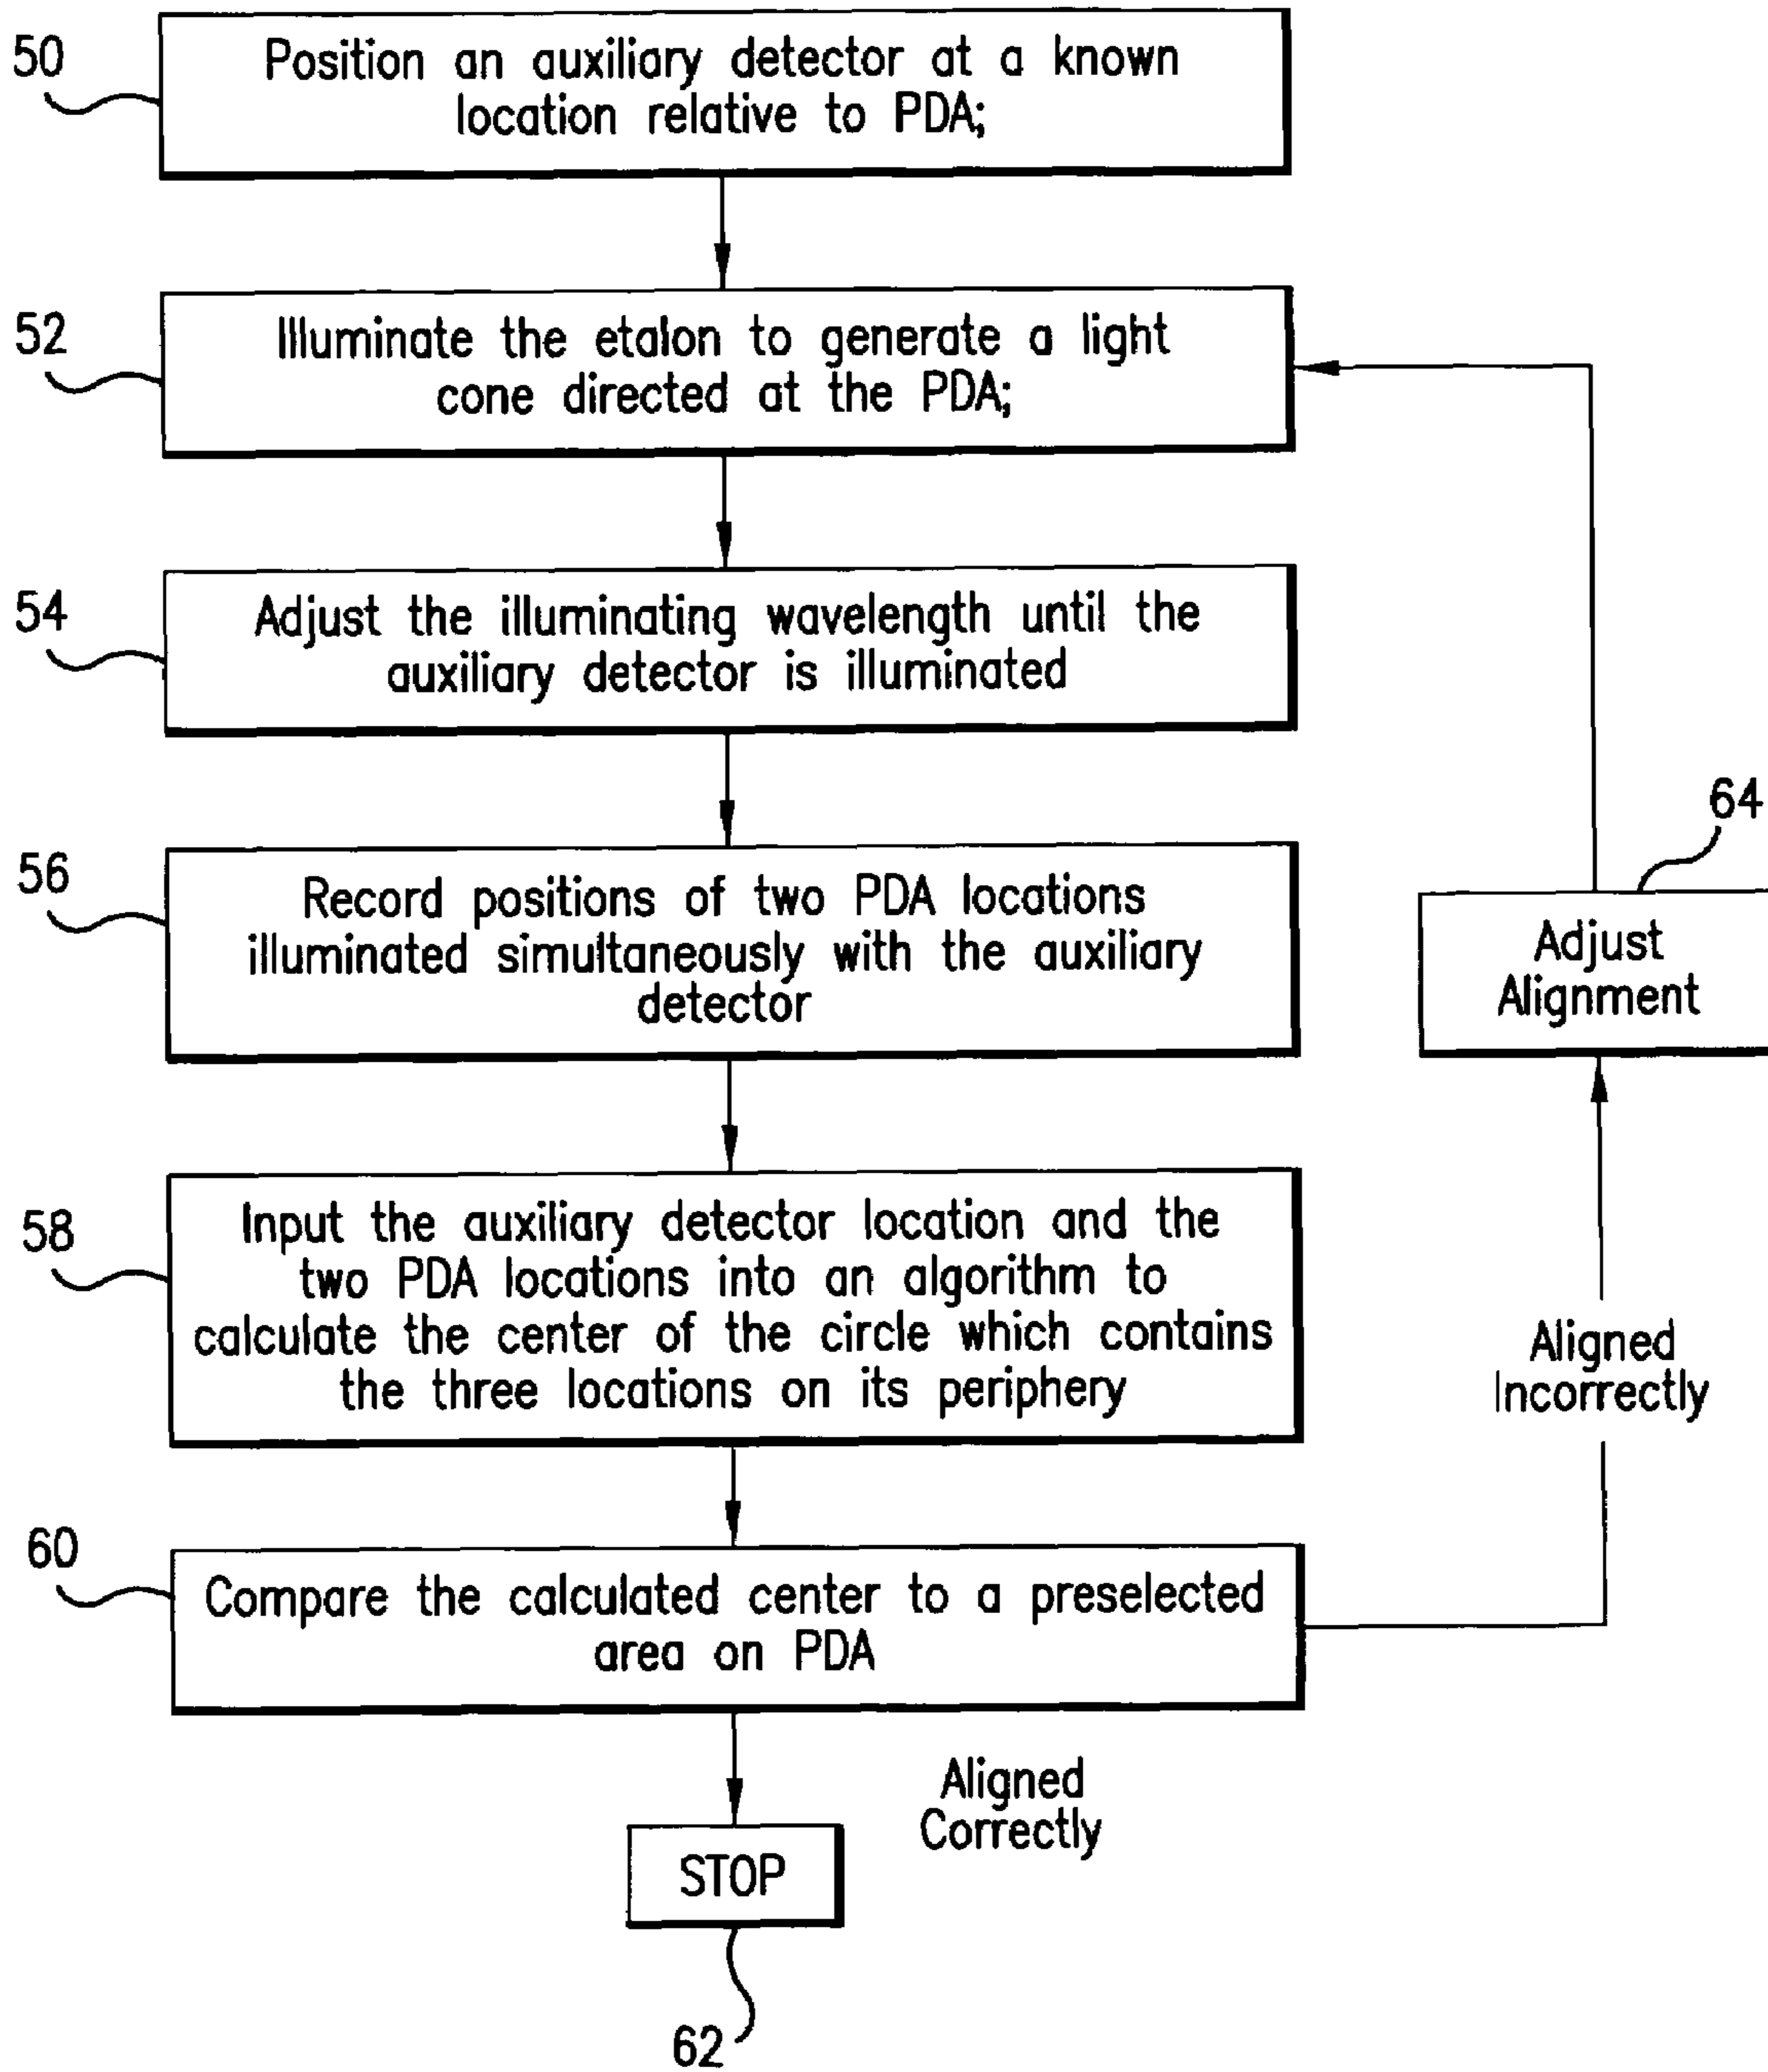 50
Position an auxiliary detector at a known
location relative to PDA;
52
Illuminate the etalon to generate a light
cone directed at the PDA;
54
Adjust the illuminating wavelength until the
auxiliary detector is illuminated
56
Record positions of two PDA locations
illuminated simultaneously with the auxiliary
detector
64
Adjust
Alignment
58
Input the auxiliary detector location and the
two PDA locations into an algorithm to
calculate the center of the circle which contains
the three locations on its periphery
Aligned
Incorrectly
60
Compare the calculated center to a preselected
area on PDA
Aligned
Correctly
STOP
62